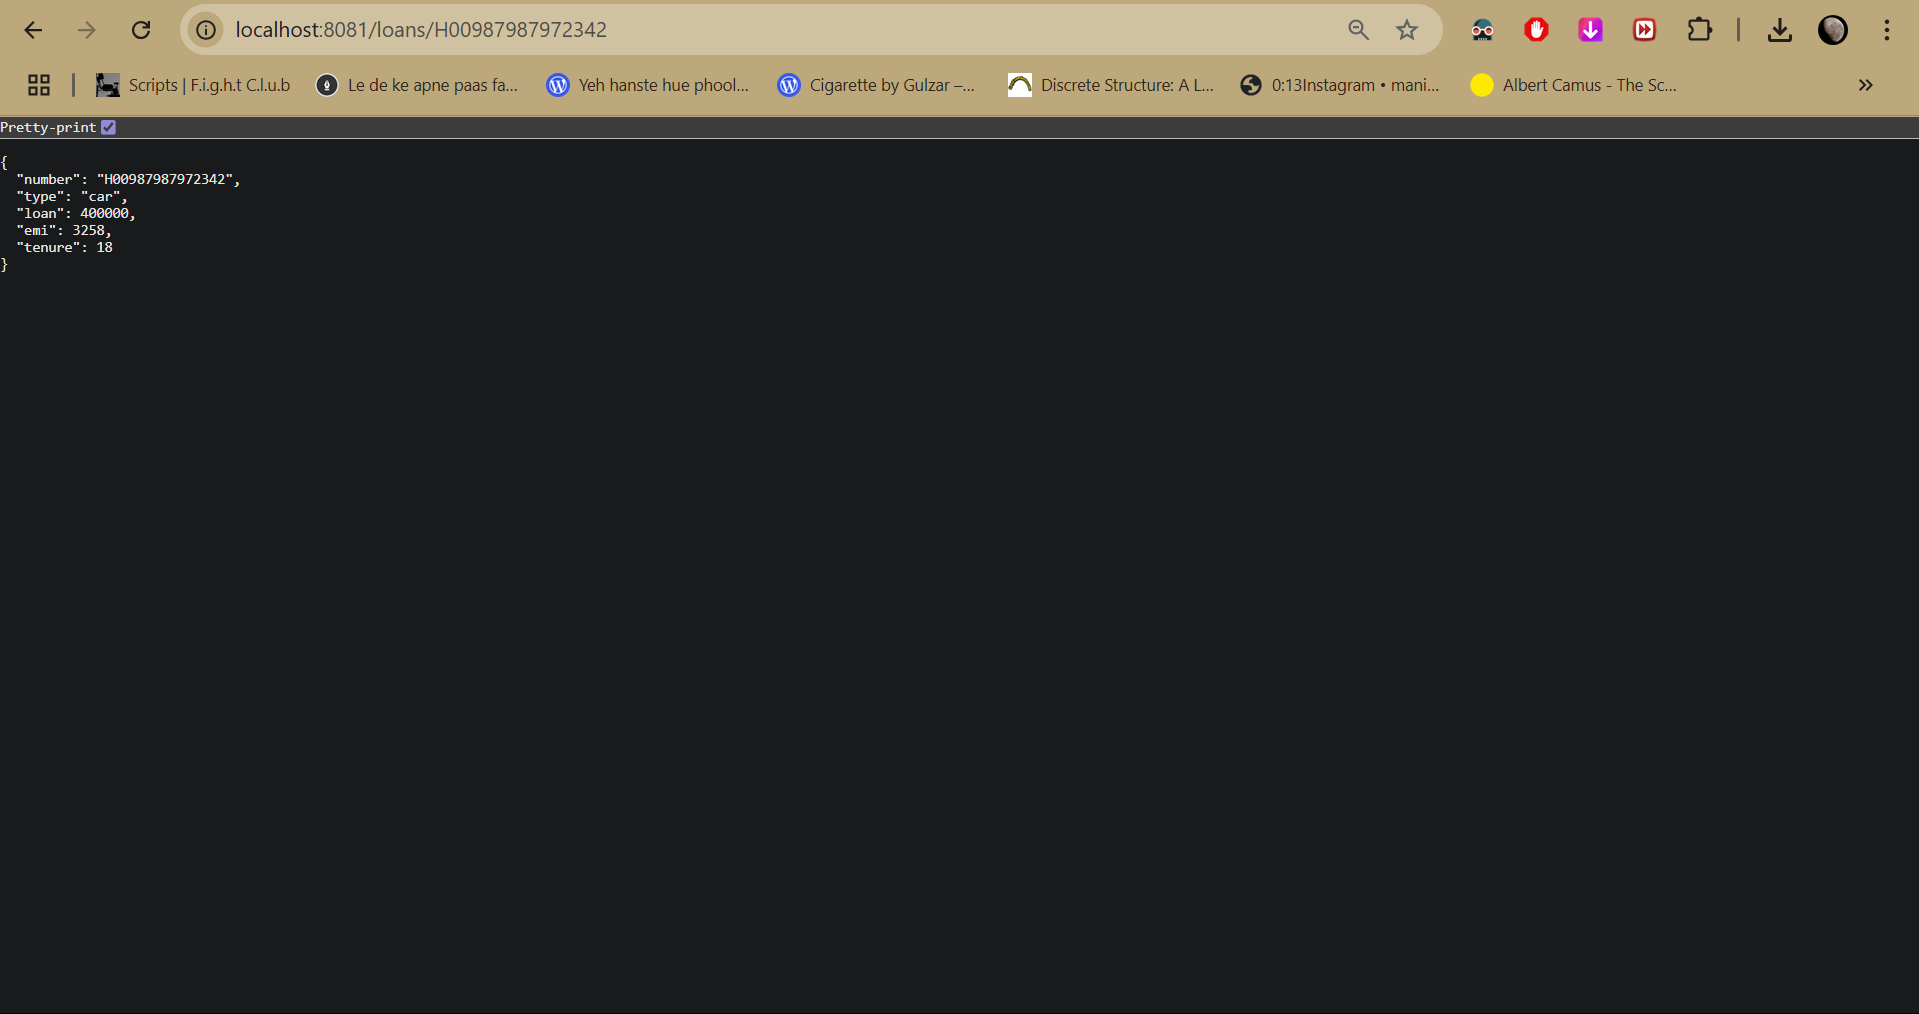 localhost:8081/loans/H00987987972342
Scripts | F.i.g.h.t C.l.u.b
Le de ke apne paas fa...
Yeh hanste hue phool...
Cigarette by Gulzar –...
Discrete Structure: A L...
0:13Instagram • mani...
Albert Camus - The Sc...
Pretty-print
{
"number": "H00987987972342",
"type": "car",
"loan": 400000,
"emi": 3258,
"tenure": 18
}